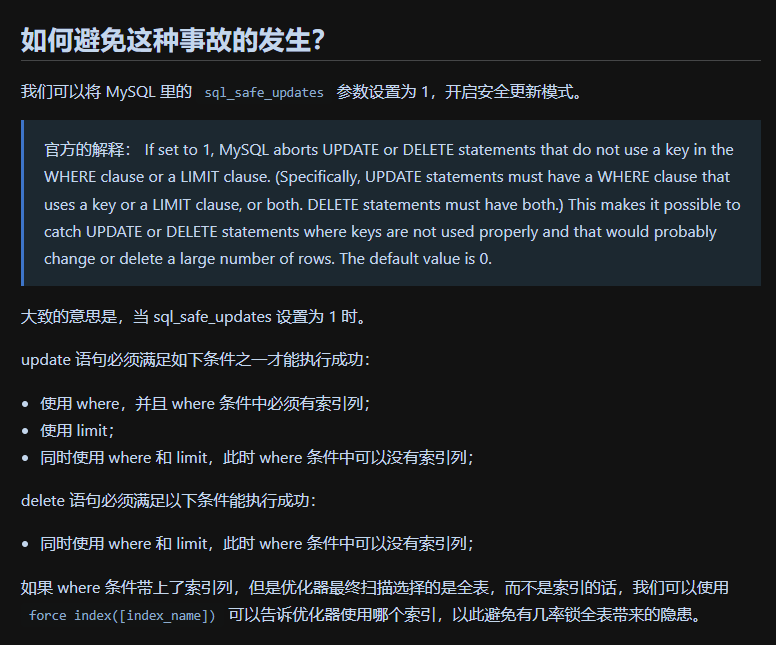 如何避免这种事故的发生？
我们可以将 MySQL 里的 sql_safe_updates 参数设置为 1，开启安全更新模式。
官方的解释： If set to 1, MySQL aborts UPDATE or DELETE statements that do not use a key in the
WHERE clause or a LIMIT clause. (Specifically, UPDATE statements must have a WHERE clause that
uses a key or a LIMIT clause, or both. DELETE statements must have both.) This makes it possible to
catch UPDATE or DELETE statements where keys are not used properly and that would probably
change or delete a large number of rows. The default value is 0.
大致的意思是，当 sql_safe_updates 设置为 1 时。
update 语句必须满足如下条件之一才能执行成功：
• 使用 where，并且 where 条件中必须有索引列；
• 使用 limit；
• 同时使用 where 和 limit，此时 where 条件中可以没有索引列；
delete 语句必须满足以下条件能执行成功：
• 同时使用 where 和 limit，此时 where 条件中可以没有索引列；
如果 where 条件带上了索引列，但是优化器最终扫描选择的是全表，而不是索引的话，我们可以使用
force index([index_name]) 可以告诉优化器使用哪个索引，以此避免有几率锁全表带来的隐患。